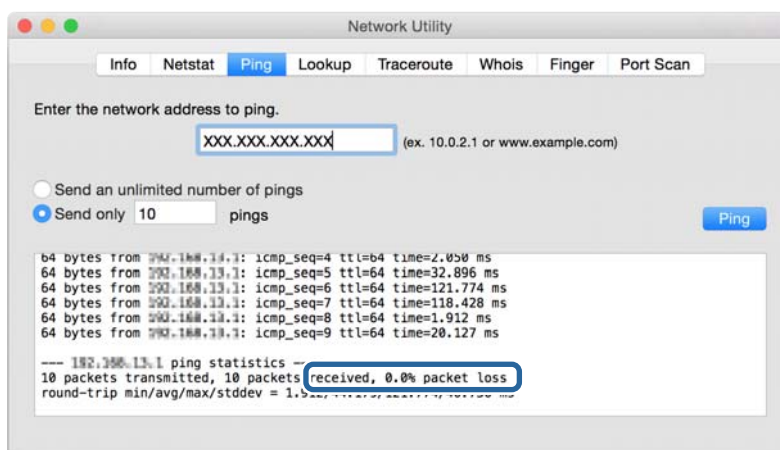 Network Utility
Info Netstat Ping Lookup Traceroute Whois Finger Port Scan
Enter the network address to ping.
XXX.XXX.XXX.XXX (ex. 10.0.2.1 or www.example.com)
Send an unlimited number of pings
Send only 10 pings
Ping
64 bytes from icmp_seq=4 ttl=64 time=2.050 ms
64 bytes from icmp_seq=5 ttl=64 time=32.896 ms
64 bytes from icmp_seq=6 ttl=64 time=121.774 ms
64 bytes from icmp_seq=7 ttl=64 time=118.428 ms
64 bytes from icmp_seq=8 ttl=64 time=1.912 ms
64 bytes from icmp_seq=9 ttl=64 time=20.127 ms
--- ping statistics
10 packets transmitted, 10 packets received, 0.0% packet loss
round-trip min/avg/max/stddev = ms